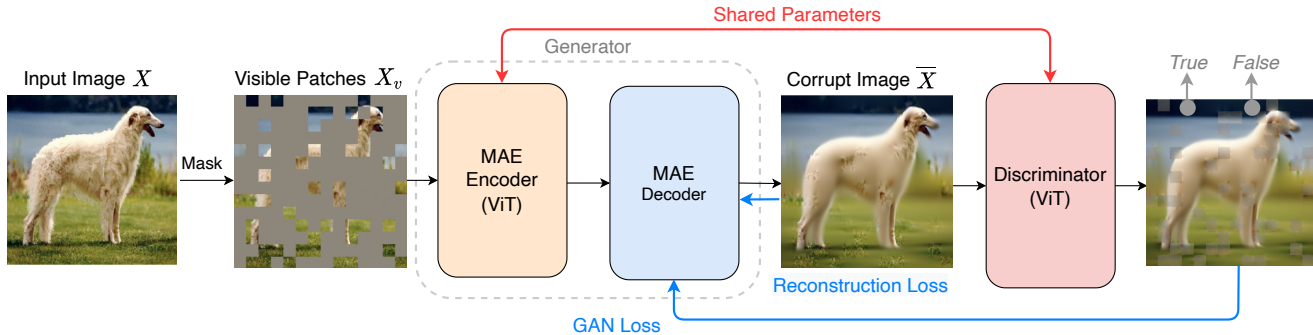 Shared Parameters
Generator
Input Image X
Visible Patches X_v
Corrupt Image X̅
True
False
Mask
MAE
Encoder
(ViT)
MAE
Decoder
Discriminator
(ViT)
Reconstruction Loss
GAN Loss